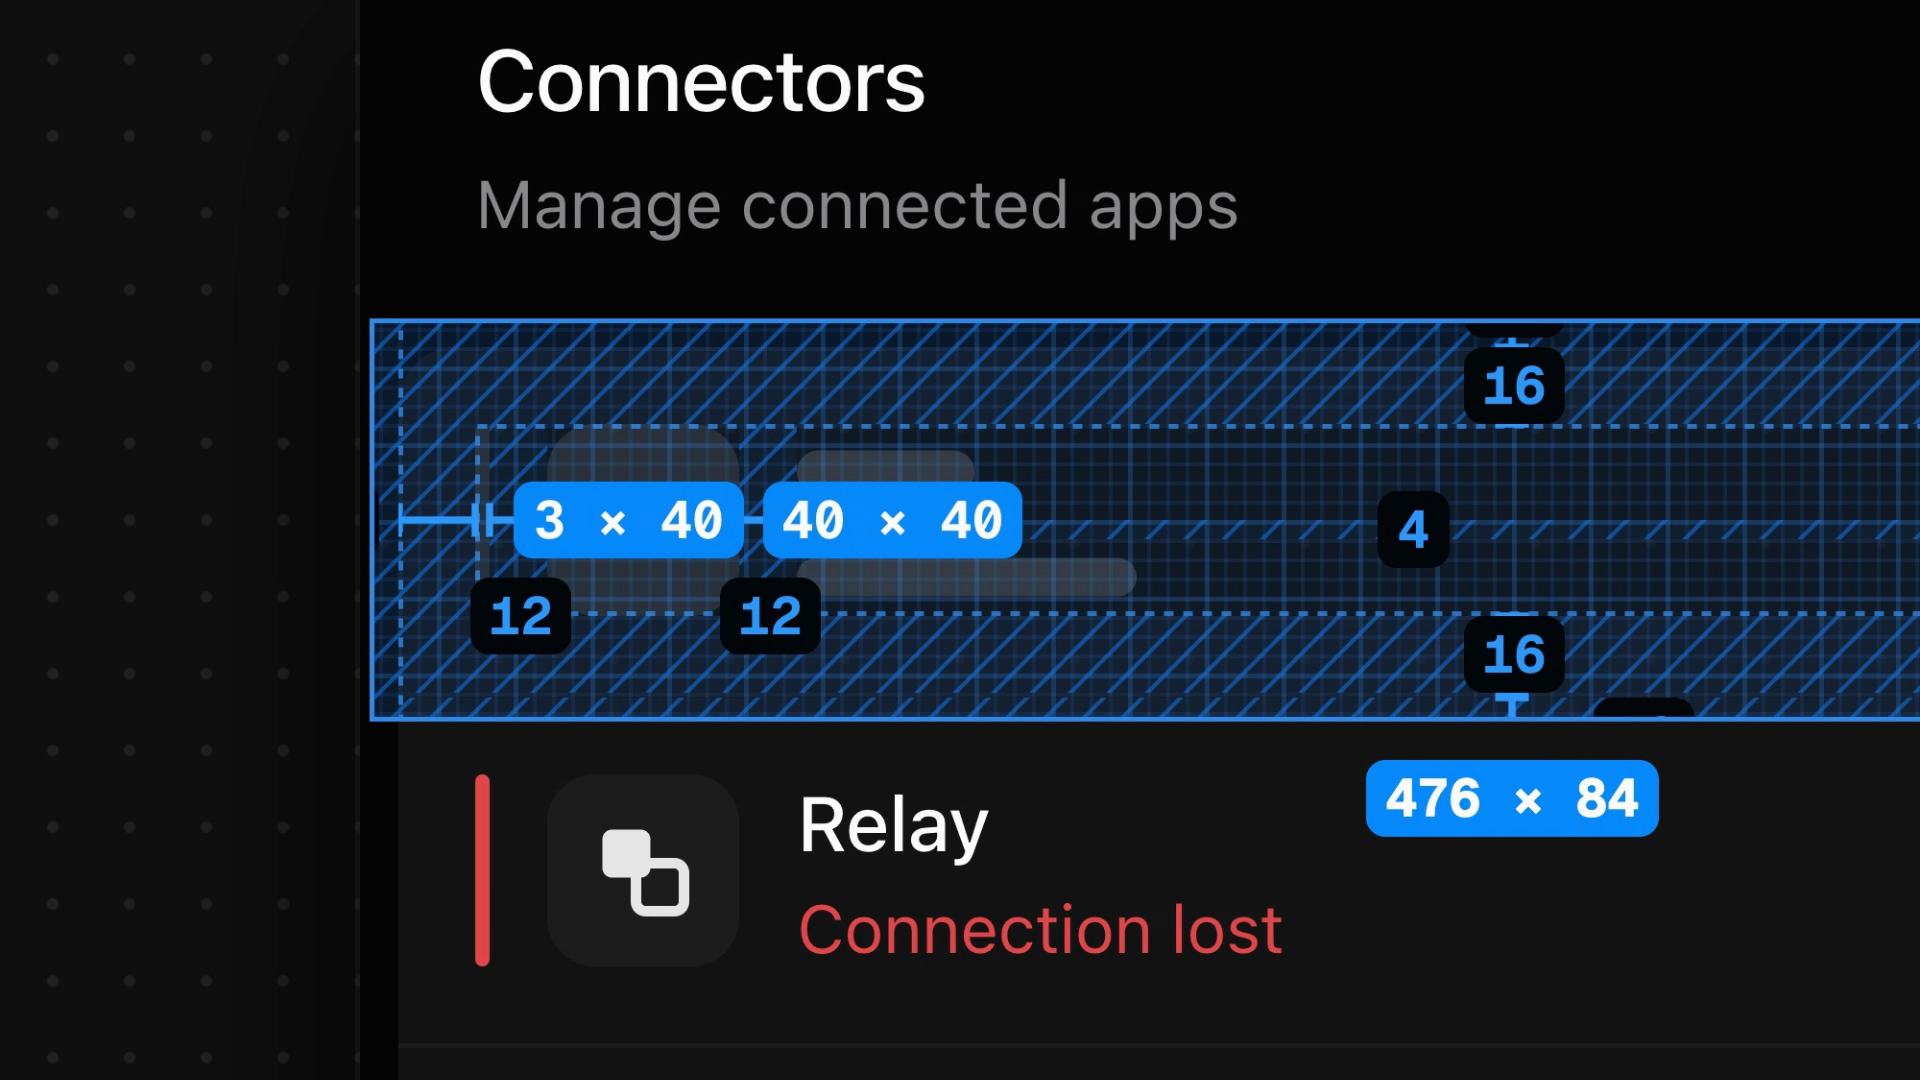 Connectors
Manage connected apps
16
3 × 40
40 × 40
4
12
12
16
476 × 84
Relay
Connection lost